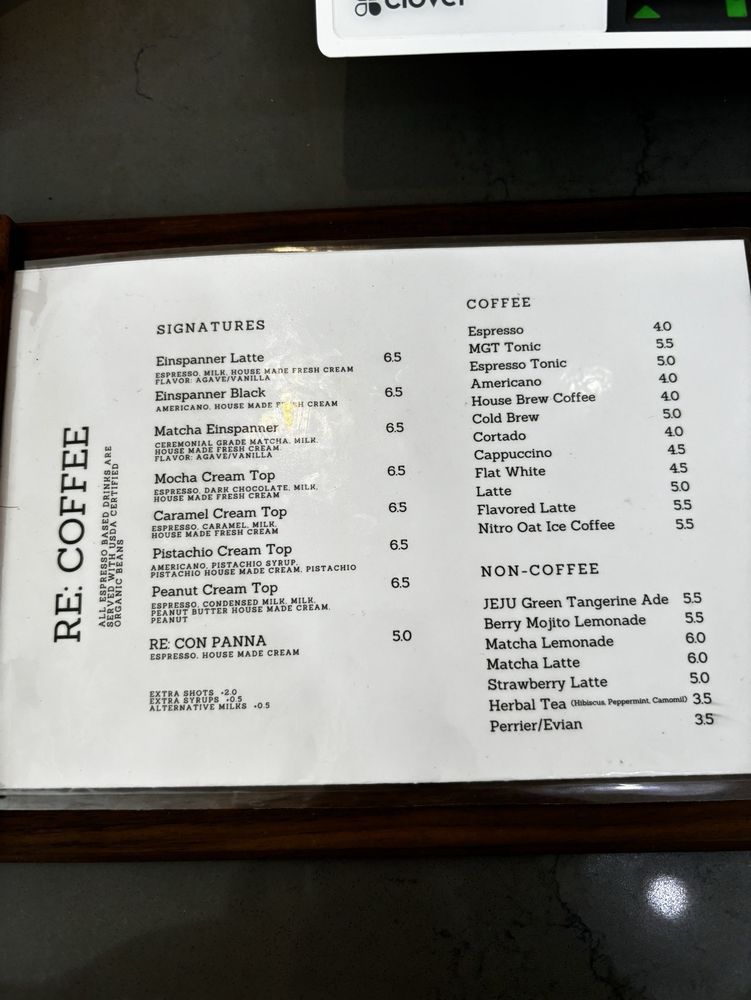 clover
RE: COFFEE
ALL ESPRESSO BASED DRINKS ARE
SERVED WITH USDA CERTIFIED
ORGANIC BEANS
SIGNATURES
Einspanner Latte 6.5
ESPRESSO, MILK, HOUSE MADE FRESH CREAM
FLAVOR: AGAVE/VANILLA
Einspanner Black 6.5
AMERICANO, HOUSE MADE FRESH CREAM
Matcha Einspanner 6.5
CEREMONIAL GRADE MATCHA, MILK,
HOUSE MADE FRESH CREAM.
FLAVOR: AGAVE/VANILLA
Mocha Cream Top 6.5
ESPRESSO, DARK CHOCOLATE, MILK,
HOUSE MADE FRESH CREAM
Caramel Cream Top 6.5
ESPRESSO, CARAMEL, MILK,
HOUSE MADE FRESH CREAM
Pistachio Cream Top 6.5
AMERICANO, PISTACHIO SYRUP,
PISTACHIO HOUSE MADE CREAM, PISTACHIO
Peanut Cream Top 6.5
ESPRESSO, CONDENSED MILK, MILK,
PEANUT BUTTER HOUSE MADE CREAM,
PEANUT
RE: CON PANNA 5.0
ESPRESSO, HOUSE MADE CREAM
EXTRA SHOTS +2.0
EXTRA SYRUPS +0.5
ALTERNATIVE MILKS +0.5
COFFEE
Espresso 4.0
MGT Tonic 5.5
Espresso Tonic 5.0
Americano 4.0
House Brew Coffee 4.0
Cold Brew 5.0
Cortado 4.0
Cappuccino 4.5
Flat White 4.5
Latte 5.0
Flavored Latte 5.5
Nitro Oat Ice Coffee 5.5
NON-COFFEE
JEJU Green Tangerine Ade 5.5
Berry Mojito Lemonade 5.5
Matcha Lemonade 6.0
Matcha Latte 6.0
Strawberry Latte 5.0
Herbal Tea (Hibiscus, Peppermint, Camomil) 3.5
Perrier/Evian 3.5